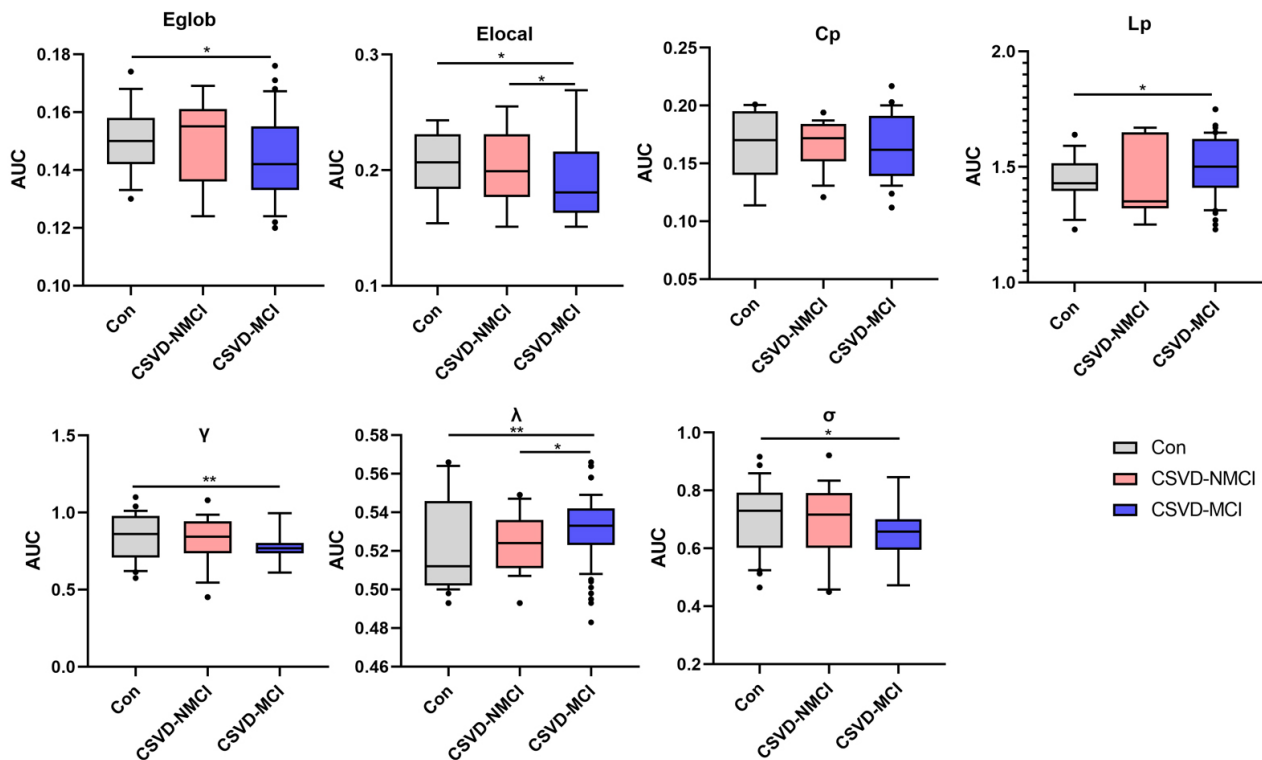 Eglob
AUC
0.18
0.16
0.14
0.12
0.10
*
Con
CSVD-NMCI
CSVD-MCI
Elocal
AUC
0.3
0.2
0.1
*
*
Con
CSVD-NMCI
CSVD-MCI
Cp
AUC
0.25
0.20
0.15
0.10
0.05
Con
CSVD-NMCI
CSVD-MCI
Lp
AUC
2.0
1.5
1.0
*
Con
CSVD-NMCI
CSVD-MCI
γ
AUC
1.5
1.0
0.5
0.0
**
Con
CSVD-NMCI
CSVD-MCI
λ
AUC
0.58
0.56
0.54
0.52
0.50
0.48
0.46
**
*
Con
CSVD-NMCI
CSVD-MCI
σ
AUC
1.0
0.8
0.6
0.4
0.2
*
Con
CSVD-NMCI
CSVD-MCI
Con
CSVD-NMCI
CSVD-MCI